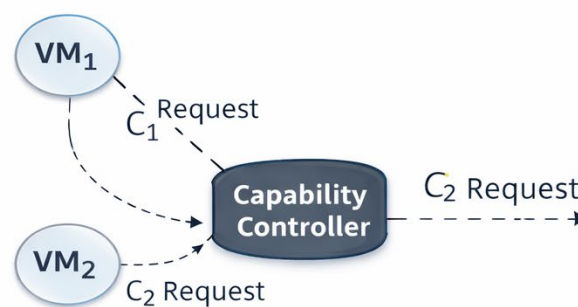 VM₁
C₁ Request
Capability
Controller
C₂ Request
VM₂
C₂ Request